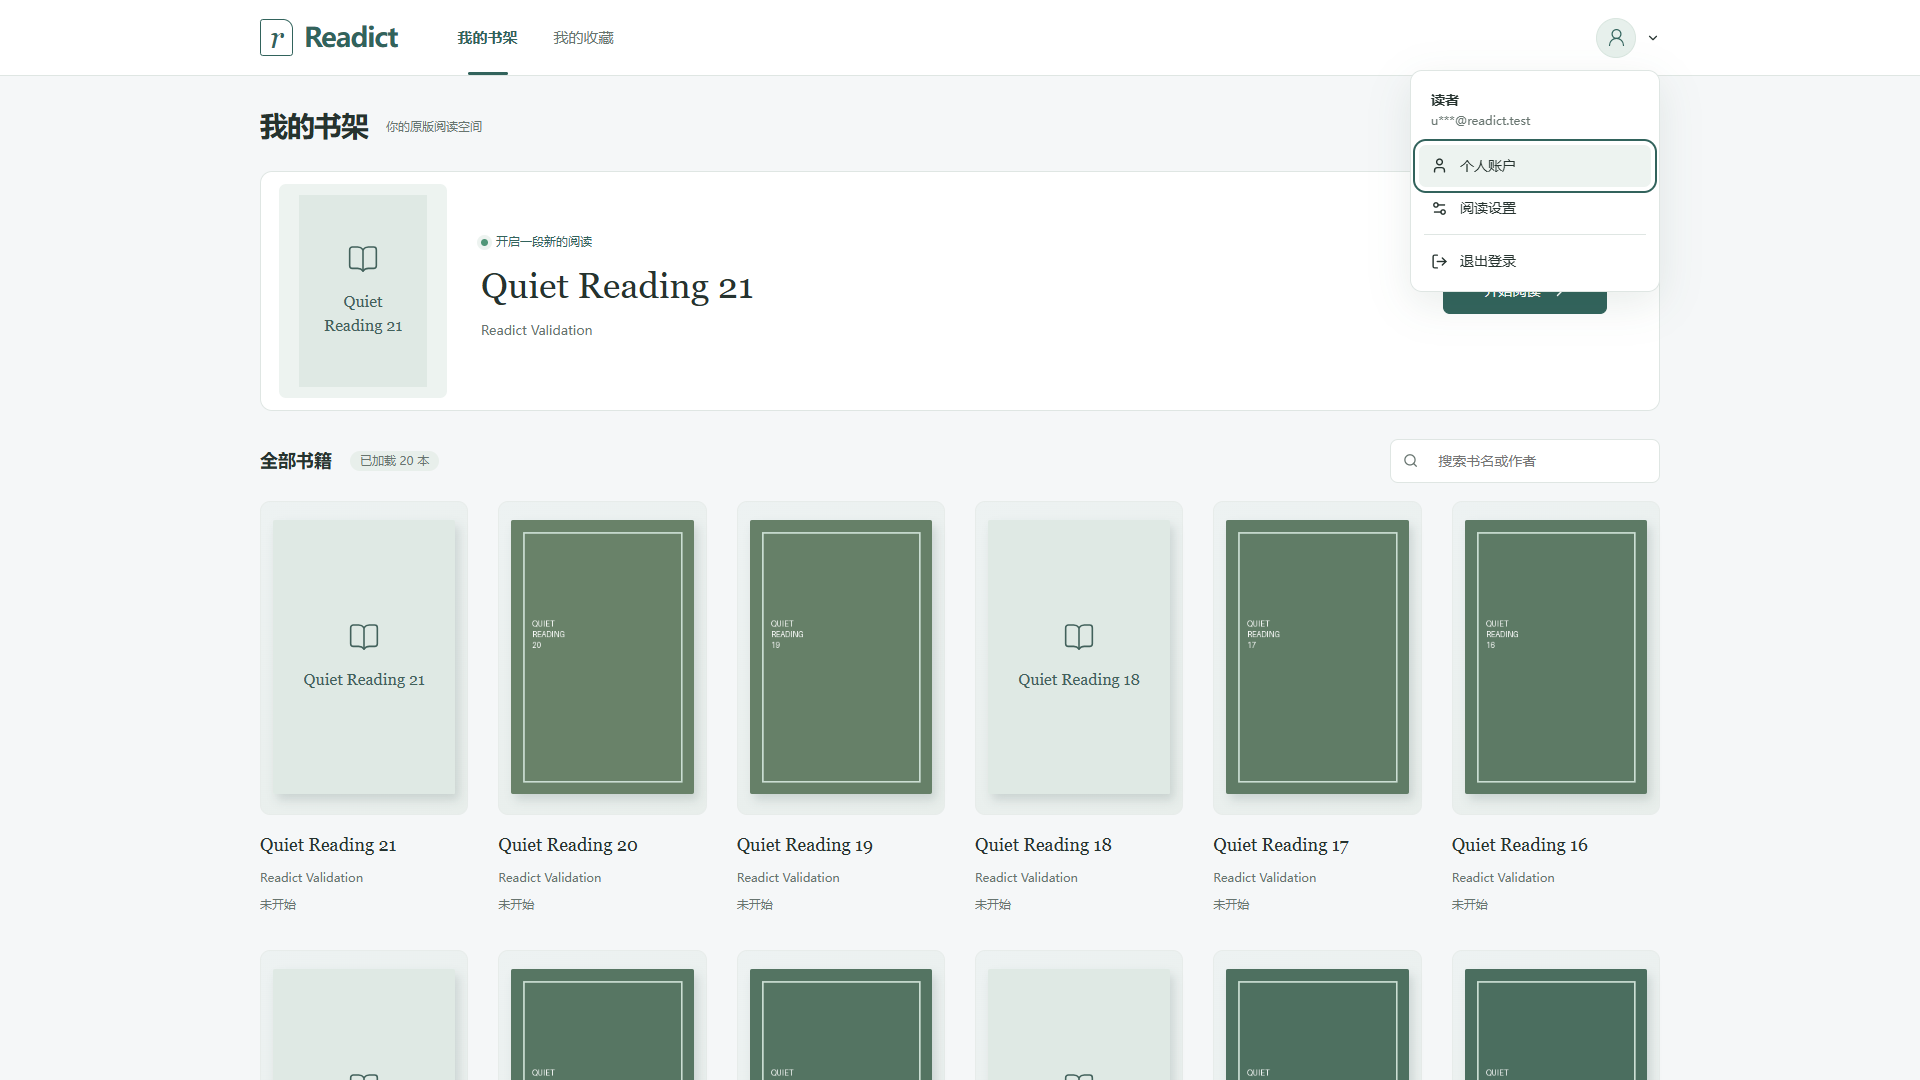 r Readict
我的书架
我的收藏
读者
u***@readict.test
个人账户
阅读设置
退出登录
我的书架
你的原版阅读空间
Quiet
Reading 21
开启一段新的阅读
Quiet Reading 21
Readict Validation
开始阅读
全部书籍
已加载 20 本
搜索书名或作者
Quiet Reading 21
QUIET
READING
20
QUIET
READING
19
Quiet Reading 18
QUIET
READING
17
QUIET
READING
16
Quiet Reading 21
Readict Validation
未开始
Quiet Reading 20
Readict Validation
未开始
Quiet Reading 19
Readict Validation
未开始
Quiet Reading 18
Readict Validation
未开始
Quiet Reading 17
Readict Validation
未开始
Quiet Reading 16
Readict Validation
未开始
QUIET
QUIET
QUIET
QUIET